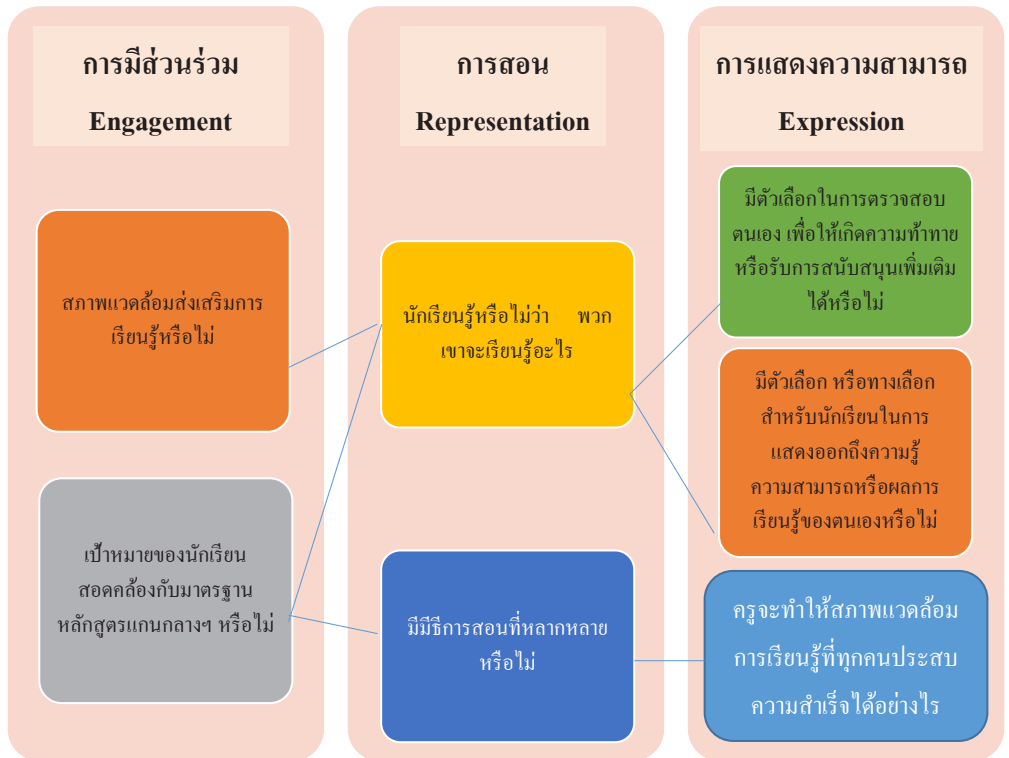 การมีส่วนร่วม
Engagement
สภาพแวดล้อมส่งเสริมการ
เรียนรู้หรือไม่
เป้าหมายของนักเรียน
สอดคล้องกับมาตรฐาน
หลักสูตรแกนกลางฯ หรือไม่
การสอน
Representation
นักเรียนรู้หรือไม่ว่า พวก
เขาจะเรียนรู้อะไร
มีมีธีการสอนที่หลากหลาย
หรือไม่
การแสดงความสามารถ
Expression
มีตัวเลือกในการตรวจสอบ
ตนเอง เพื่อให้เกิดความท้าทาย
หรือรับการสนับสนุนเพิ่มเติม
ได้หรือไม่
มีตัวเลือก หรือทางเลือก
สำหรับนักเรียนในการ
แสดงออกถึงความรู้
ความสามารถหรือผลการ
เรียนรู้ของตนเองหรือไม่
ครูจะทำให้สภาพแวดล้อม
การเรียนรู้ที่ทุกคนประสบ
ความสำเร็จได้อย่างไร